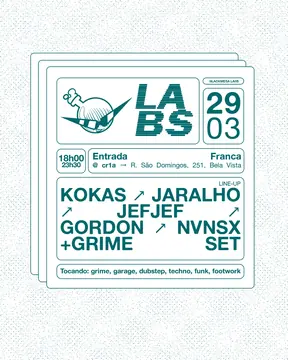 LA
BS
BLACKMEIA LABS
29
03
18h00
23h30
Entrada Franca
@ cr1a → R. São Domingos, 251, Bela Vista
LINE-UP
KOKAS ↗ JARALHO
↗ JEFJEF ↗
GORDON ↗ NVNSX
+GRIME SET
Tocando: grime, garage, dubstep, techno, funk, footwork